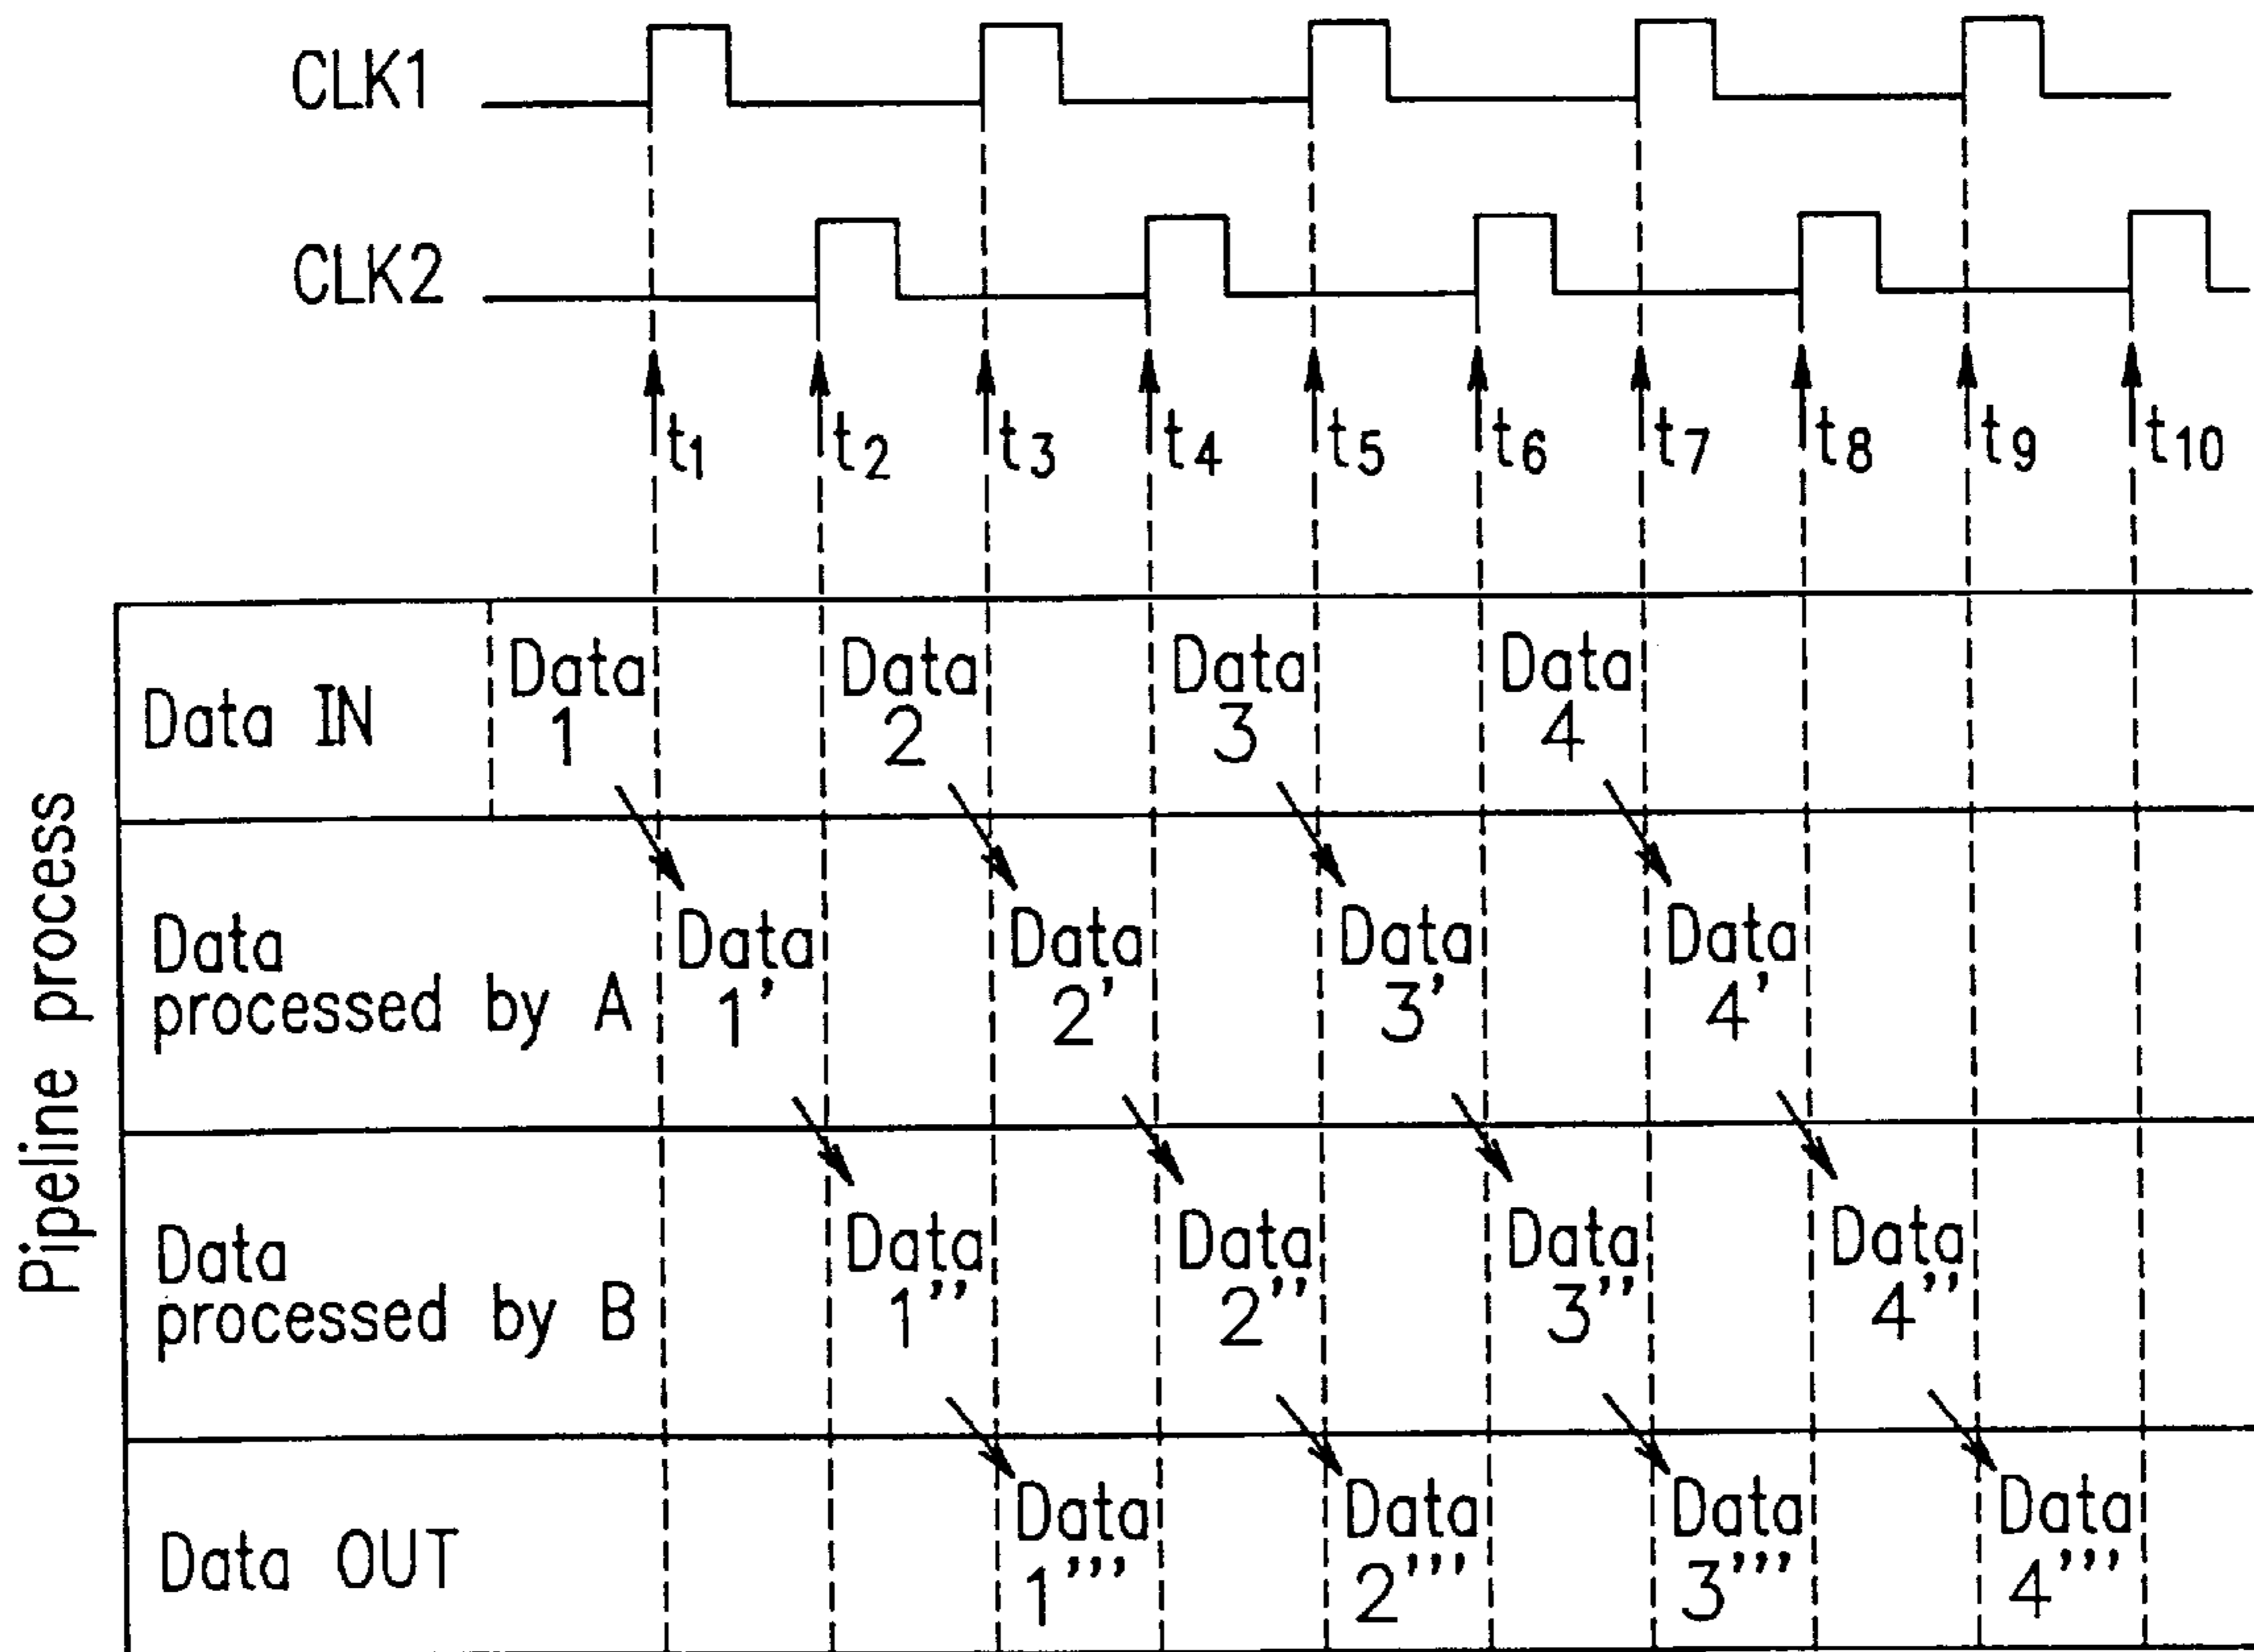 CLK1
CLK2
t1 t2 t3 t4 t5 t6 t7 t8 t9 t10
Pipeline process
Data IN
Data
1
Data
2
Data
3
Data
4
Data
processed by A
Data
1'
Data
2'
Data
3'
Data
4'
Data
processed by B
Data
1''
Data
2''
Data
3''
Data
4''
Data OUT
Data
1'''
Data
2'''
Data
3'''
Data
4'''